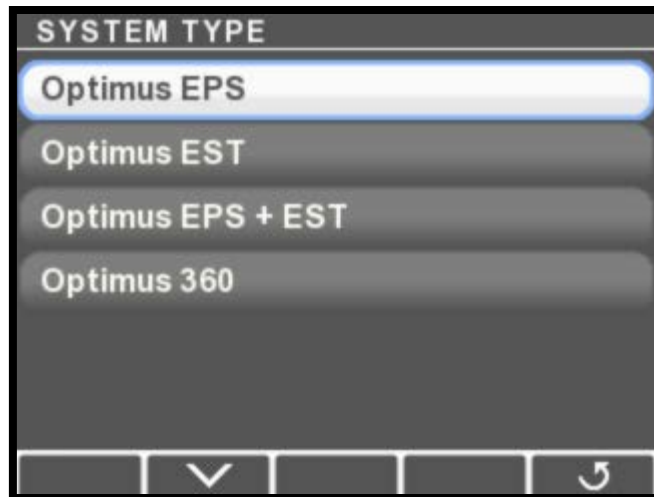 SYSTEM TYPE
Optimus EPS
Optimus EST
Optimus EPS + EST
Optimus 360